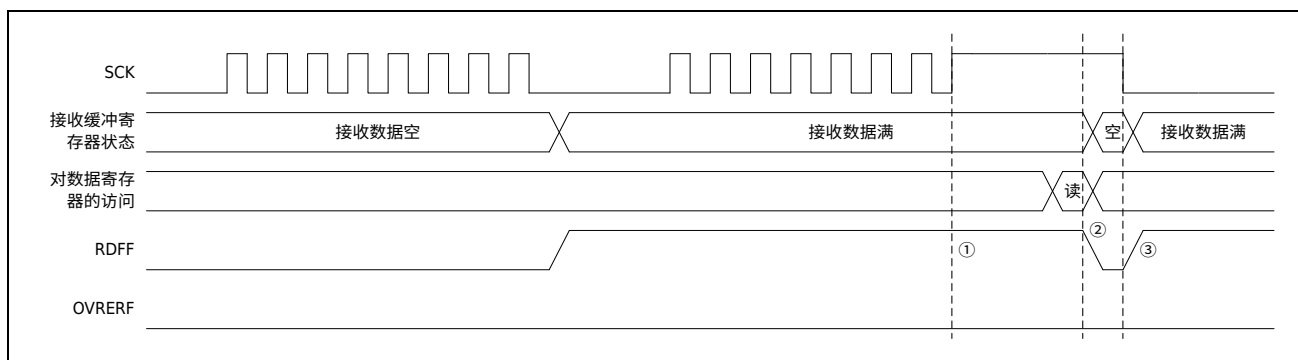 SCK
接收缓冲寄
存器状态
接收数据空
接收数据满
空
接收数据满
对数据寄存
器的访问
读
②
RDFF
①
③
OVRERF